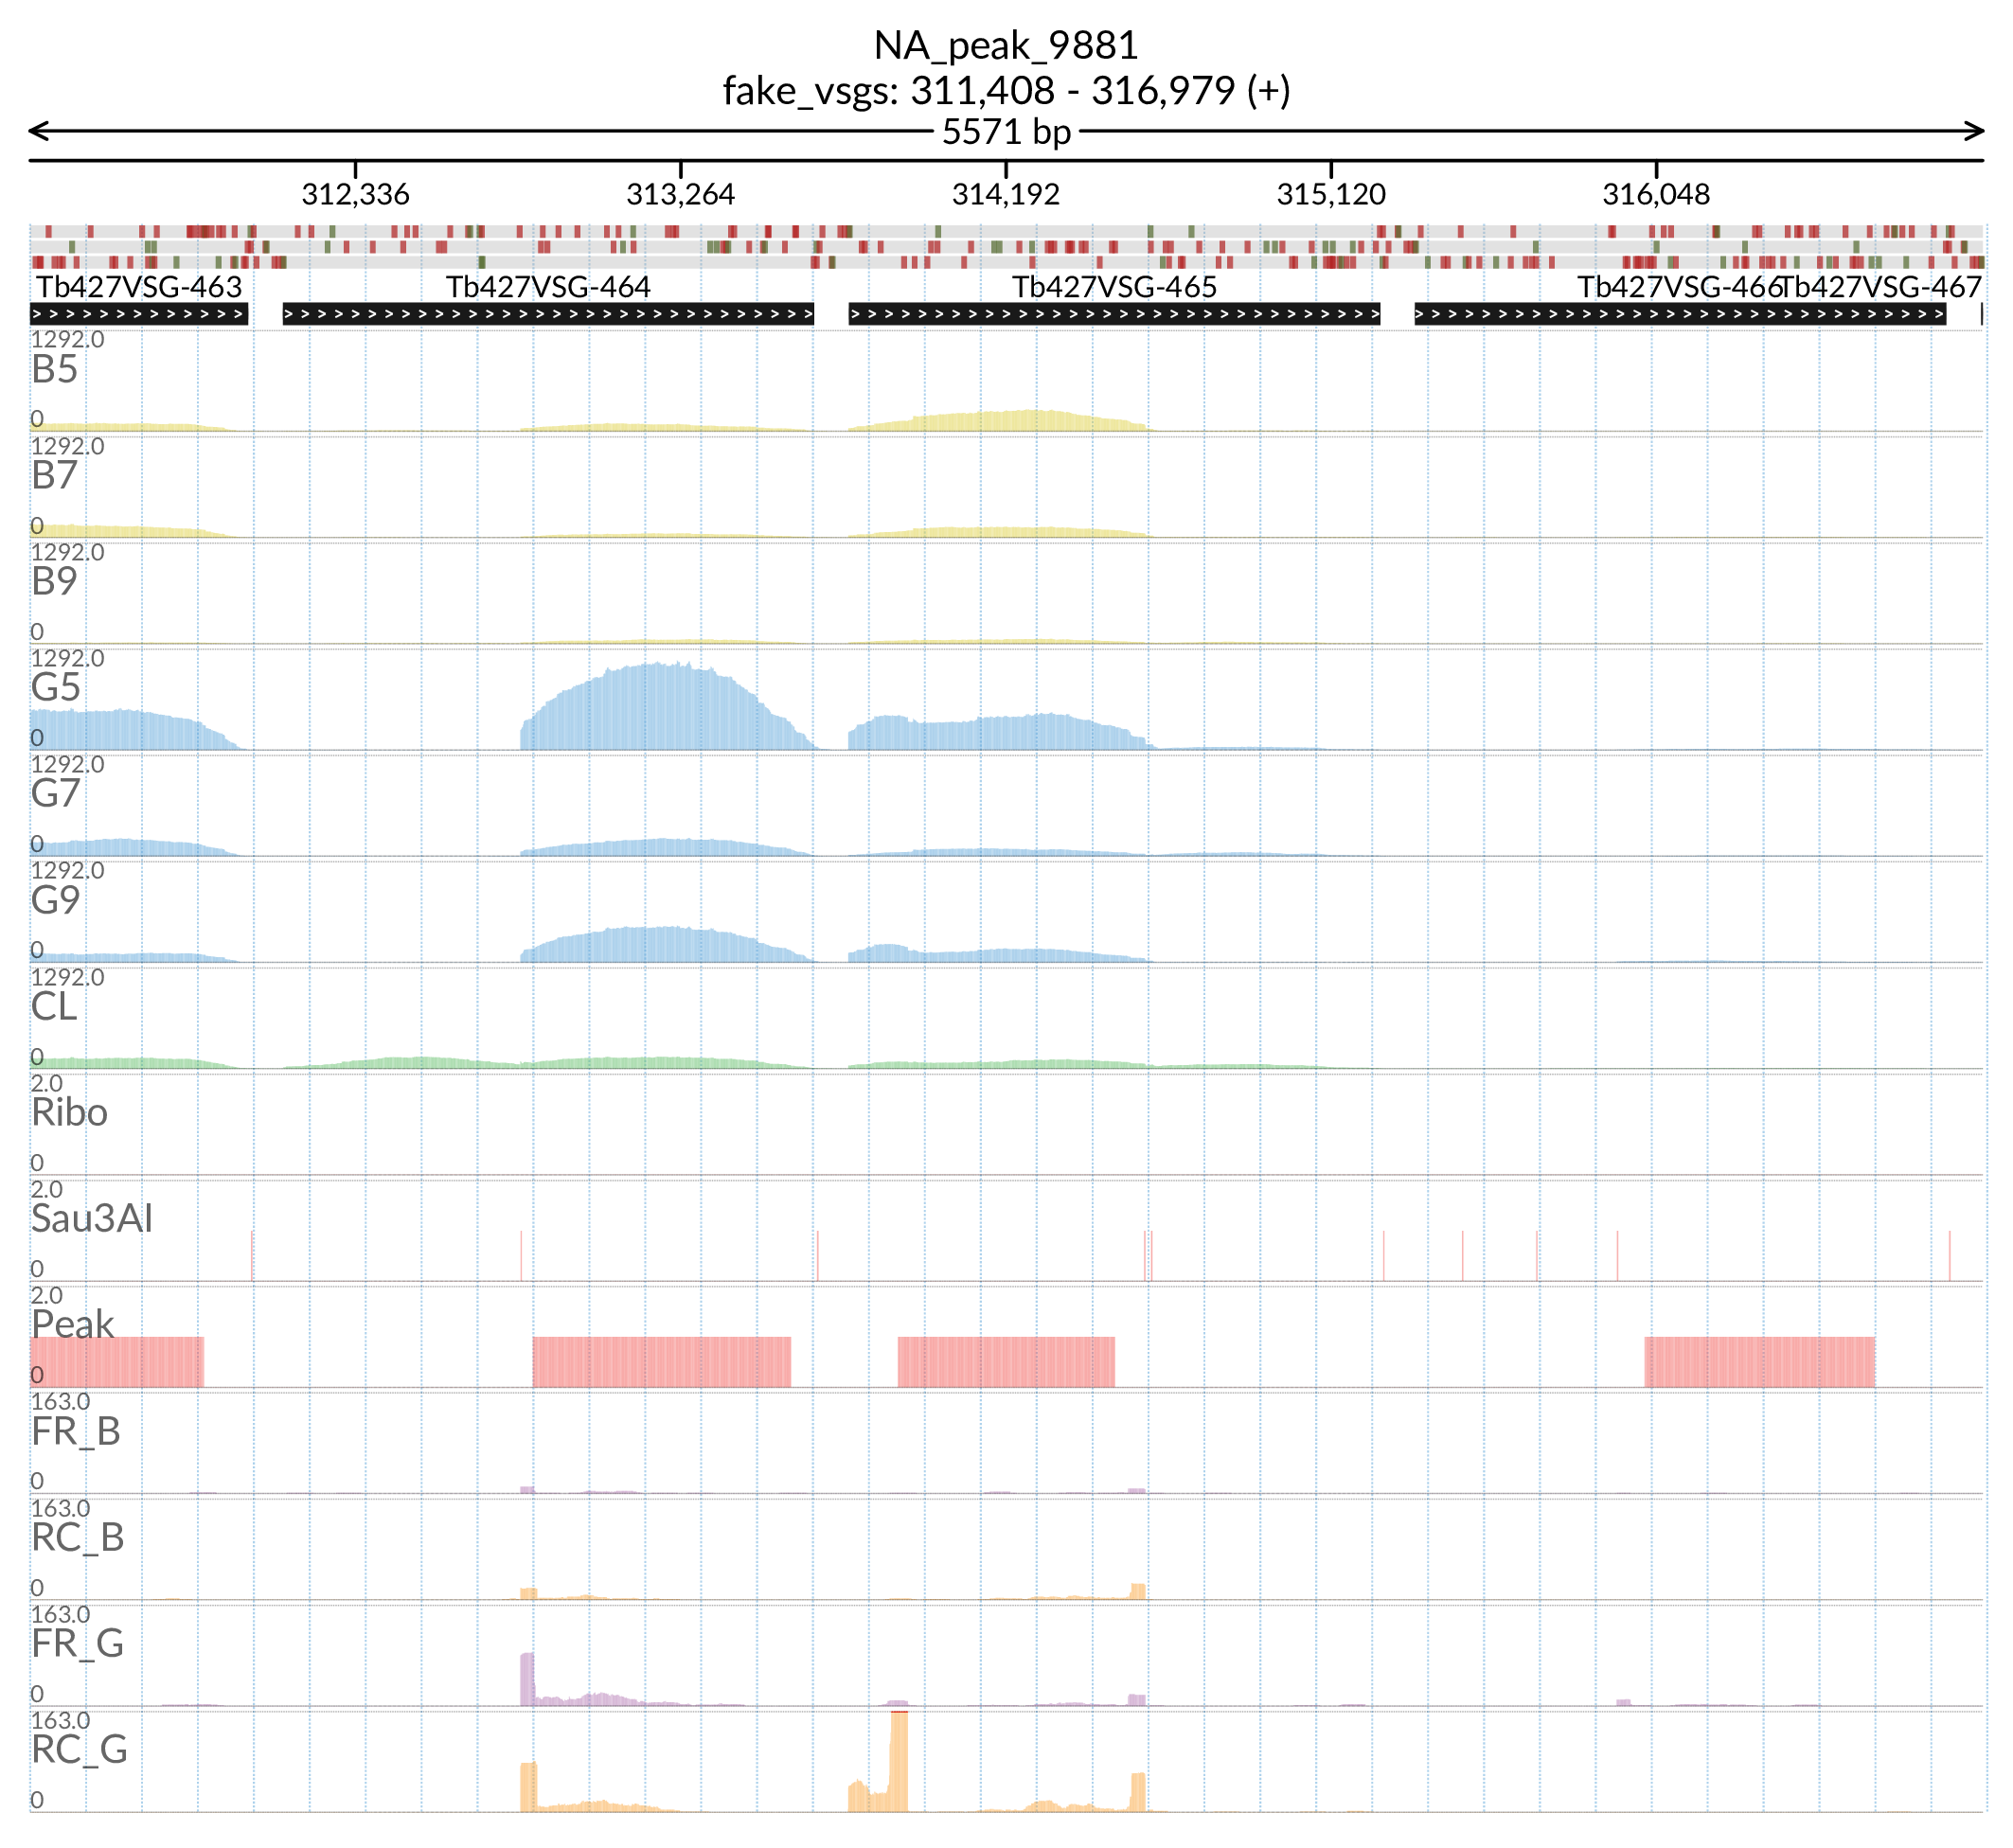 NA_peak_9881
fake_vsgs: 311,408 - 316,979 (+)
5571 bp
312,336 313,264 314,192 315,120 316,048
Tb427VSG-463 Tb427VSG-464 Tb427VSG-465 Tb427VSG-466 Tb427VSG-467
1292.0
B5
0
1292.0
B7
0
1292.0
B9
0
1292.0
G5
0
1292.0
G7
0
1292.0
G9
0
1292.0
CL
0
2.0
Ribo
0
2.0
Sau3AI
0
2.0
Peak
0
163.0
FR_B
0
163.0
RC_B
0
163.0
FR_G
0
163.0
RC_G
0